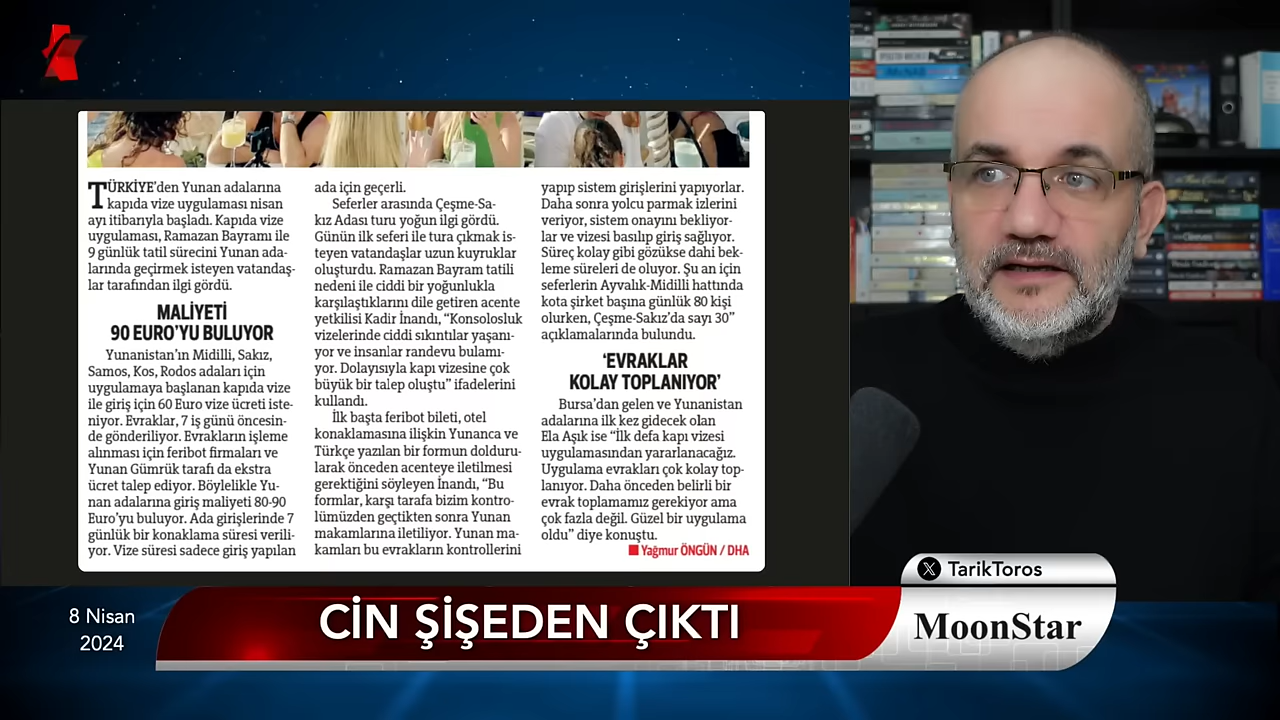 TÜRKİYE'den Yunan adalarına
kapıda vize uygulaması nisan
ayı itibarıyla başladı. Kapıda vize
uygulaması, Ramazan Bayramı ile
9 günlük tatil sürecini Yunan ada-
larında geçirmek isteyen vatandaş-
lar tarafından ilgi gördü.
MALİYETİ
90 EURO'YU BULUYOR
Yunanistan'ın Midilli, Sakız,
Samos, Kos, Rodos adaları için
uygulamaya başlanan kapıda vize
ile giriş için 60 Euro vize ücreti iste-
niyor. Evraklar, 7 iş günü öncesin-
de gönderiliyor. Evrakların işleme
alınması için feribot firmaları ve
Yunan Gümrük tarafı da ekstra
ücret talep ediyor. Böylelikle Yu-
nan adalarına giriş maliyeti 80-90
Euro'yu buluyor. Ada girişlerinde 7
günlük bir konaklama süresi verili-
yor. Vize süresi sadece giriş yapılan
ada için geçerli.
Seferler arasında Çeşme-Sa-
kız Adası turu yoğun ilgi gördü.
Günün ilk seferi ile tura çıkmak is-
teyen vatandaşlar uzun kuyruklar
oluşturdu. Ramazan Bayram tatili
nedeni ile ciddi bir yoğunlukla
karşılaştıklarını dile getiren acente
yetkilisi Kadir İnandı, "Konsolosluk
vizelerinde ciddi sıkıntılar yaşanı-
yor ve insanlar randevu bulamı-
yor. Dolayısıyla kapı vizesine çok
büyük bir talep oluştu" ifadelerini
kullandı.
İlk başta feribot bileti, otel
konaklamasına ilişkin Yunanca ve
Türkçe yazılan bir formun dolduru-
larak önceden acenteye iletilmesi
gerektiğini söyleyen İnandı, "Bu
formlar, karşı tarafa bizim kontro-
lümüzden geçtikten sonra Yunan
makamlarına iletiliyor. Yunan ma-
kamları bu evrakların kontrollerini
yapıp sistem girişlerini yapıyorlar.
Daha sonra yolcu parmak izlerini
veriyor, sistem onayını bekliyor-
lar ve vizesi basılıp giriş sağlıyor.
Süreç kolay gibi gözükse dahi bek-
leme süreleri de oluyor. Şu an için
seferlerin Ayvalık-Midilli hattında
kota şirket başına günlük 80 kişi
olurken, Çeşme-Sakız'da sayı 30"
açıklamalarında bulundu.
'EVRAKLAR
KOLAY TOPLANIYOR'
Bursa'dan gelen ve Yunanistan
adalarına ilk kez gidecek olan
Ela Aşık ise "İlk defa kapı vizesi
uygulamasından yararlanacağız.
Uygulama evrakları çok kolay top-
lanıyor. Daha önceden belirli bir
evrak toplamamız gerekiyor ama
çok fazla değil. Güzel bir uygulama
oldu" diye konuştu.
Yağmur ÖNGÜN / DHA
TarikToros
MoonStar
8 Nisan
2024
CİN ŞİŞEDEN ÇIKTI